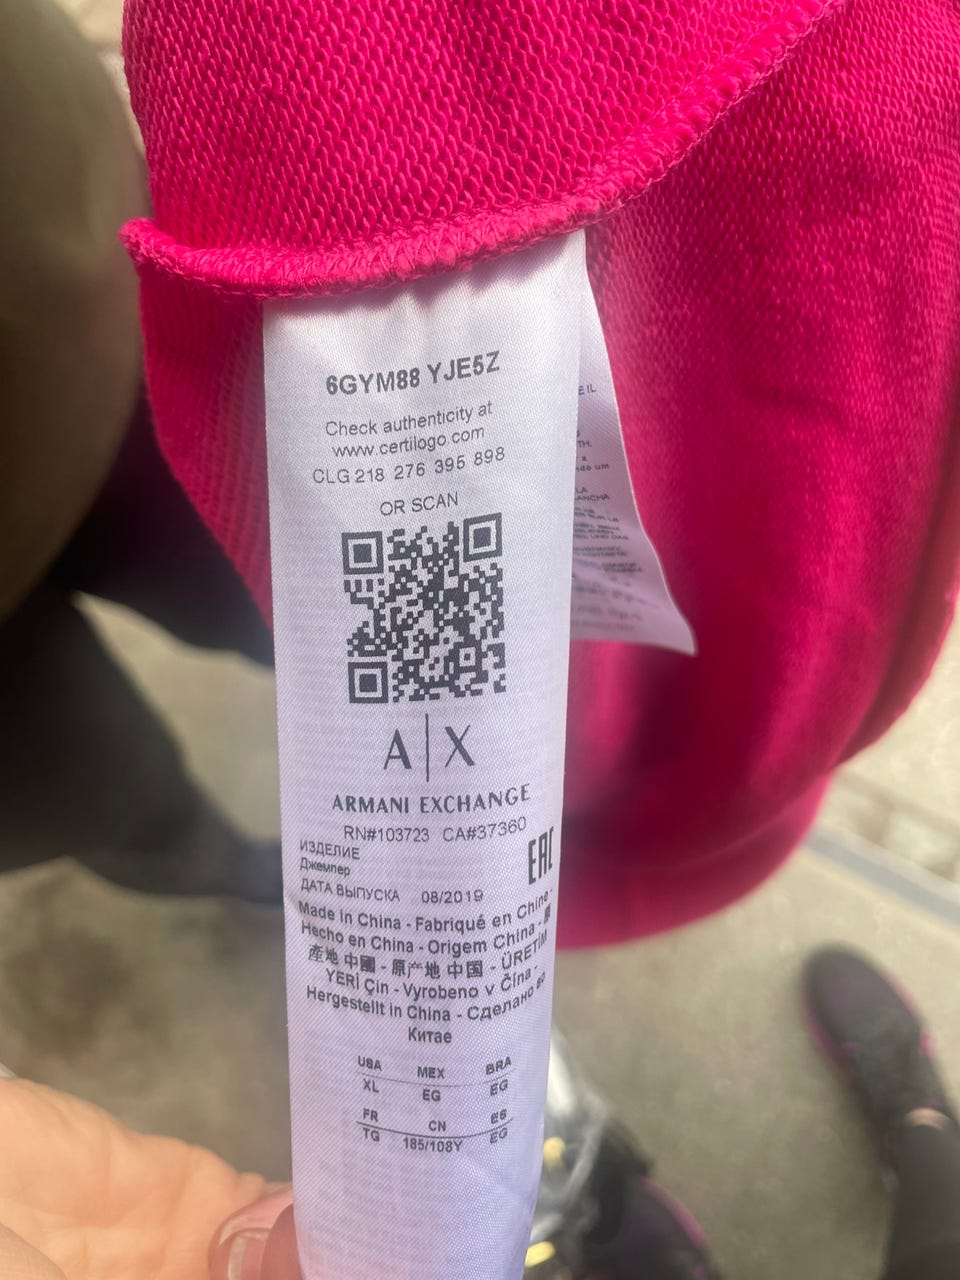 6GYM88 YJE5Z
Check authenticity at
www.certilogo.com
CLG 218 276 395 898
OR SCAN
A|X
ARMANI EXCHANGE
RN#103723 CA#37360
ИЗДЕЛИЕ
Джемпер
EAC
ДАТА ВЫПУСКА 08/2019
Made in China - Fabriqué en Chine -
Hecho en China - Origem China -
產地 中國 - 原产地 中国 - ÜRETİM
YERİ Çin - Vyrobeno v Čína -
Hergestellt in China - Сделано во
Китае
USA MEX BRA
XL EG EG
FR CN ES
TG 185/108Y EG